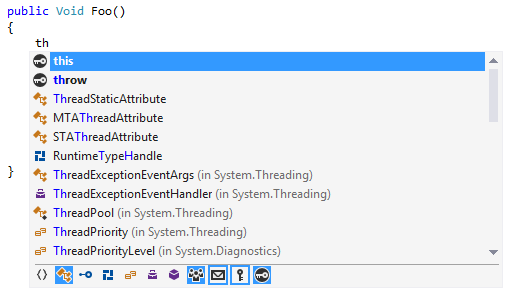 public Void Foo()
{
th
this
throw
ThreadStaticAttribute
MTAThreadAttribute
STAThreadAttribute
RuntimeTypeHandle
ThreadExceptionEventArgs (in System.Threading)
ThreadExceptionEventHandler (in System.Threading)
ThreadPool (in System.Threading)
ThreadPriority (in System.Threading)
ThreadPriorityLevel (in System.Diagnostics)
}